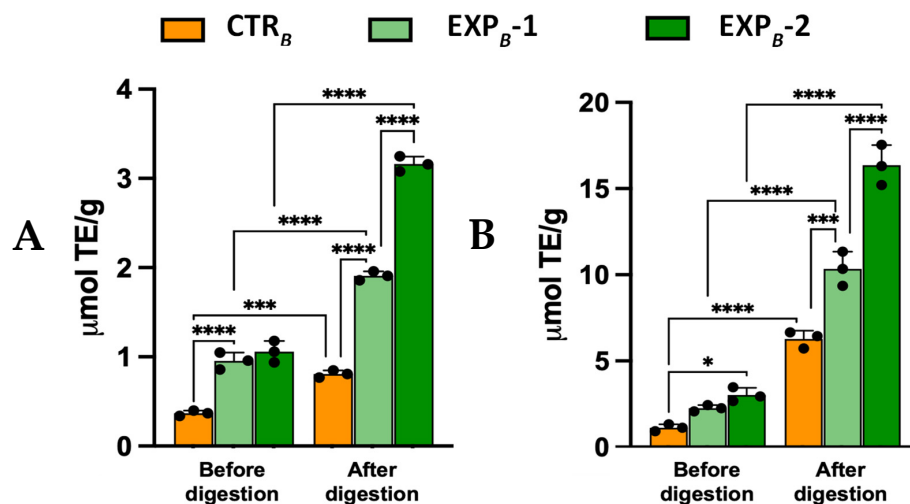 CTR_B EXP_B-1 EXP_B-2
A
μmol TE/g
4
3
2
1
0
****
****
****
****
***
****
Before
digestion
After
digestion
B
μmol TE/g
20
15
10
5
0
****
****
****
***
****
*
Before
digestion
After
digestion